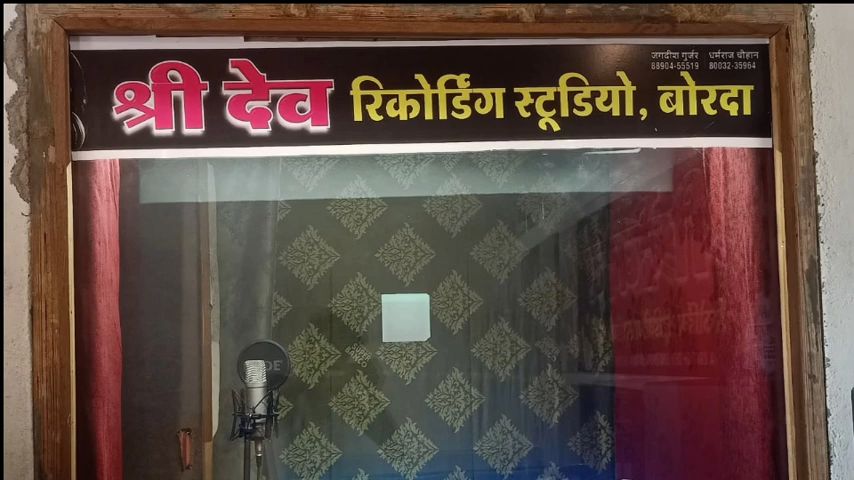 जगदीश गुर्जर | धर्मराज चौहान
88904-55519 | 80032-35964
श्री देव रिकोर्डिंग स्टूडियो, बोरदा